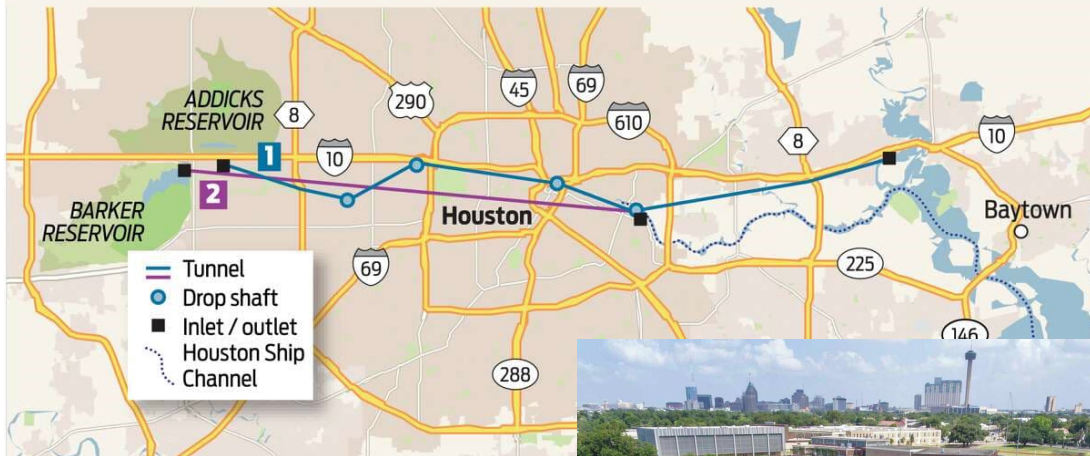 ADDICKS
RESERVOIR
8
290
45
69
610
8
10
1
10
2
BARKER
RESERVOIR
Houston
Baytown
69
225
146
288
Tunnel
Drop shaft
Inlet / outlet
Houston Ship
Channel